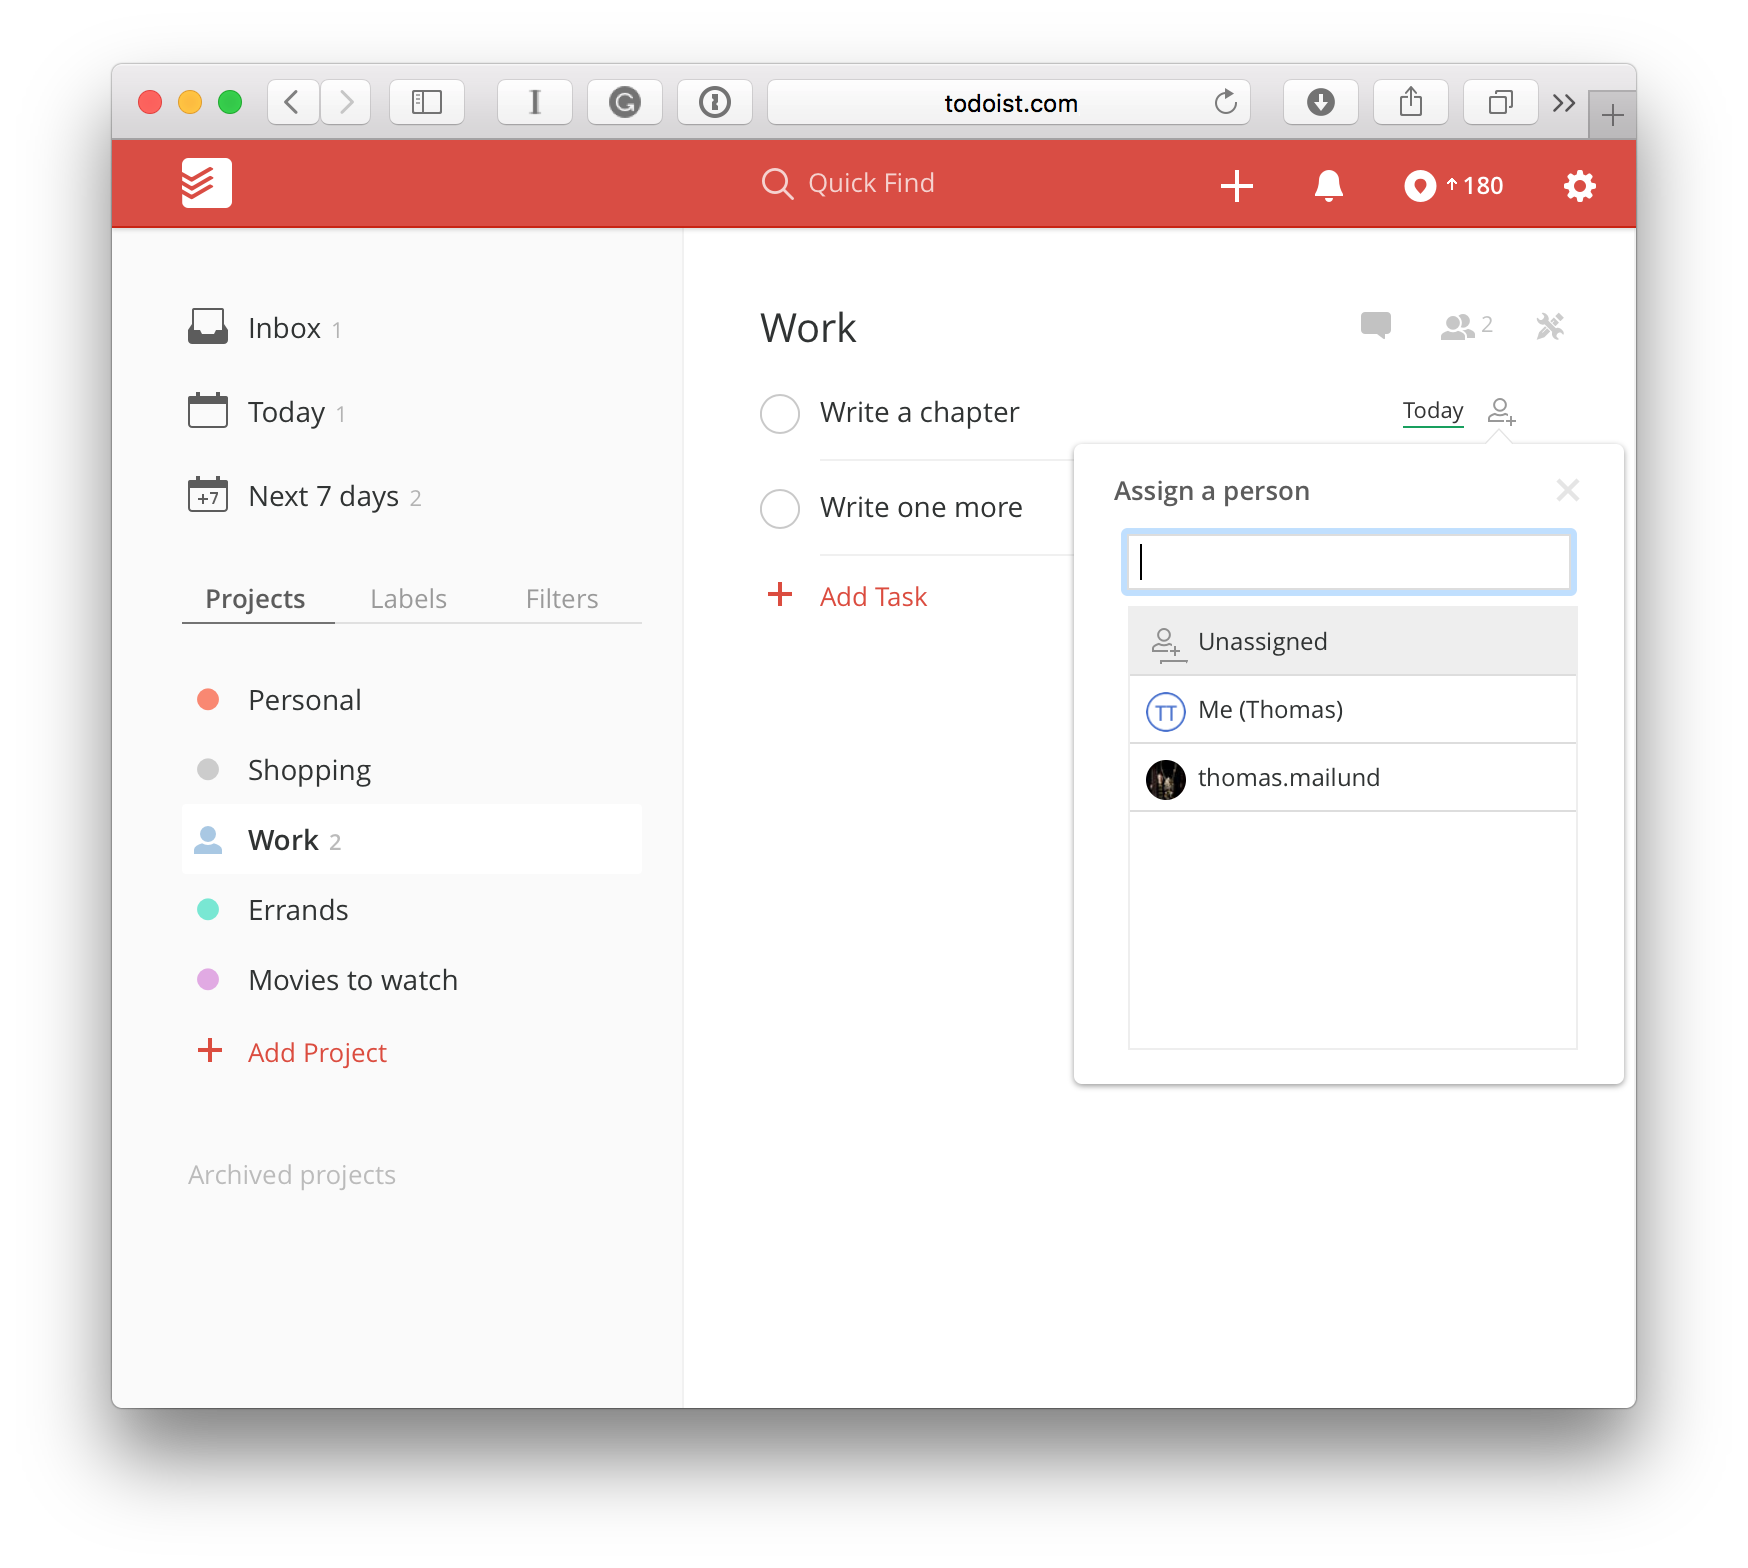 todoist.com
Quick Find
180
Inbox 1
Today 1
+7
Next 7 days 2
Projects
Labels
Filters
Personal
Shopping
Work 2
Errands
Movies to watch
Add Project
Archived projects
Work
2
Write a chapter
Today
Write one more
Add Task
Assign a person
Unassigned
TT
Me (Thomas)
thomas.mailund